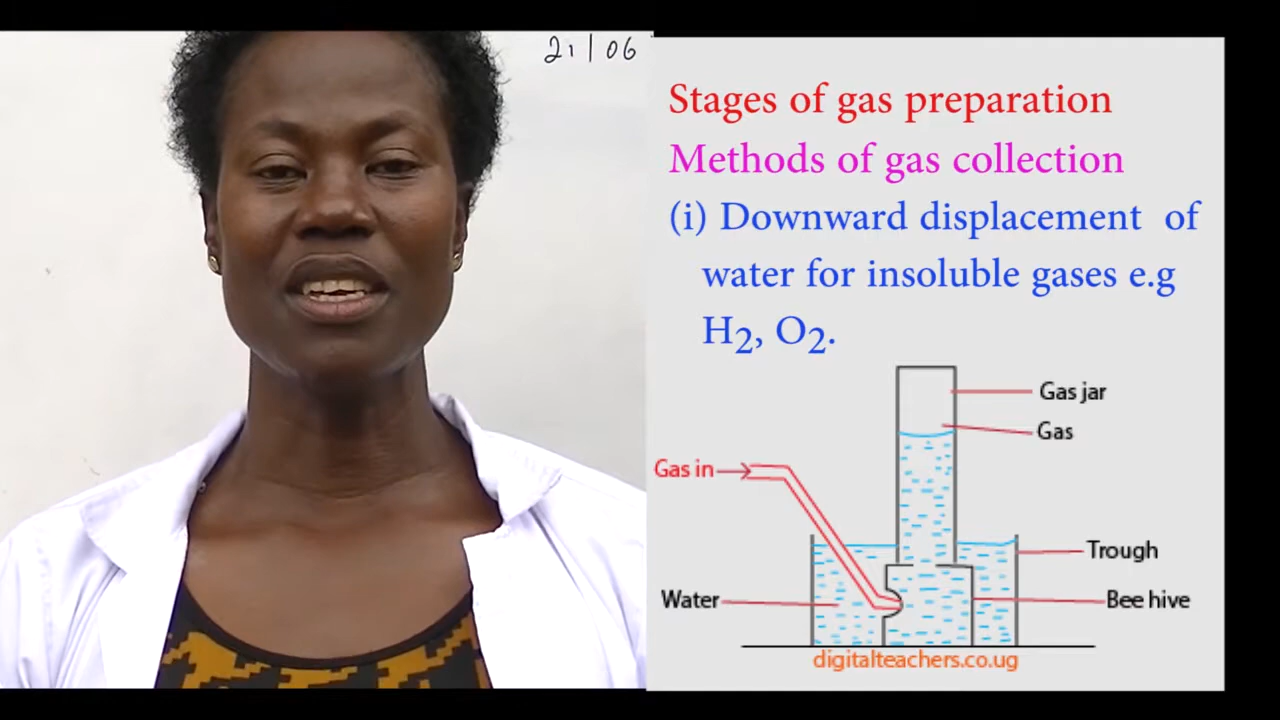 21/06
Stages of gas preparation
Methods of gas collection
(i) Downward displacement of
water for insoluble gases e.g
H₂, O₂.
Gas jar
Gas
Gas in
Trough
Water
Bee hive
digitalteachers.co.ug